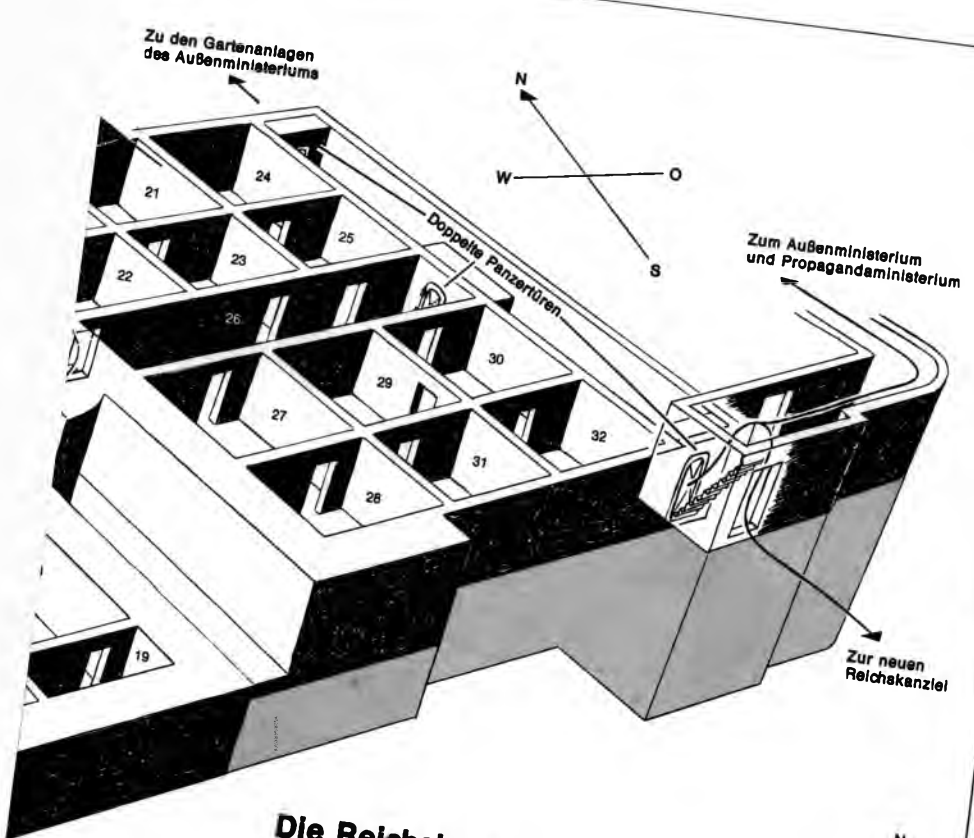 Zu den Gartenanlagen
des Außenministeriums
N
W
O
S
Doppelte Panzertüren
Zum Außenministerium
und Propagandaministerium
21
24
22
23
25
26
27
29
30
28
31
32
19
Zur neuen
Reichskanzlei
Die
N